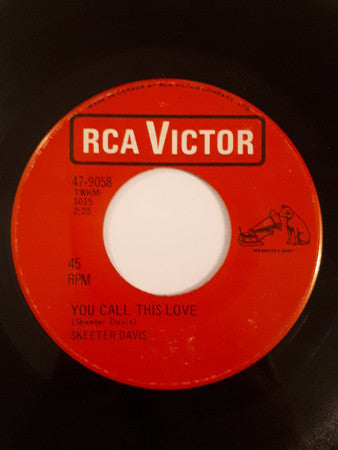 MADE IN CANADA BY RCA VICTOR COMPANY, LTD.
RCA VICTOR
47-9058
TWKM-
1015
2:25
"HIS MASTER'S VOICE"
45
RPM
YOU CALL THIS LOVE
(Skeeter Davis)
SKEETER DAVIS